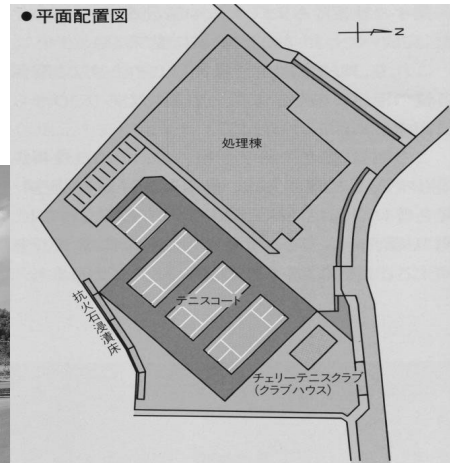 ●平面配置図
N
処理棟
テニスコート
抗火石浸漬床
チェリーテニスクラブ
(クラブハウス)